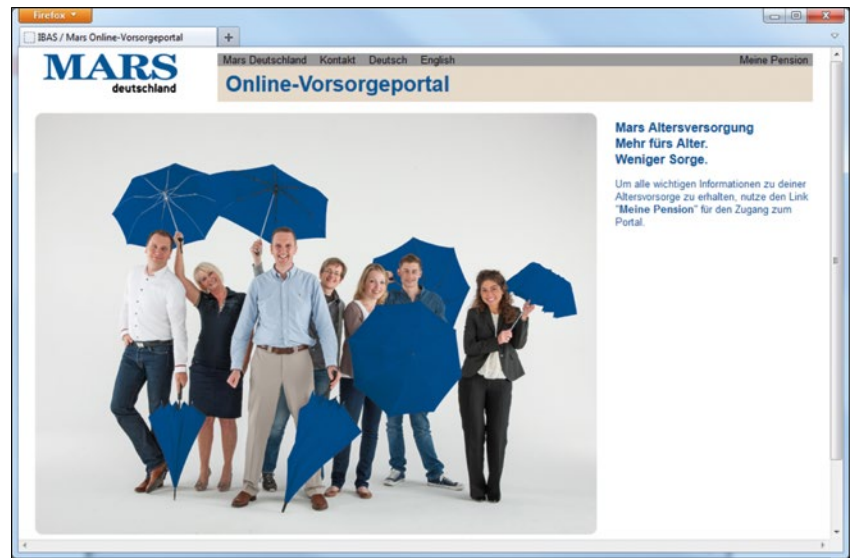 Firefox
IBAS / Mars Online-Vorsorgeportal
MARS
deutschland
Mars Deutschland Kontakt Deutsch English Meine Pension
Online-Vorsorgeportal
Mars Altersversorgung
Mehr fürs Alter.
Weniger Sorge.
Um alle wichtigen Informationen zu deiner
Altersvorsorge zu erhalten, nutze den Link
"Meine Pension" für den Zugang zum
Portal.